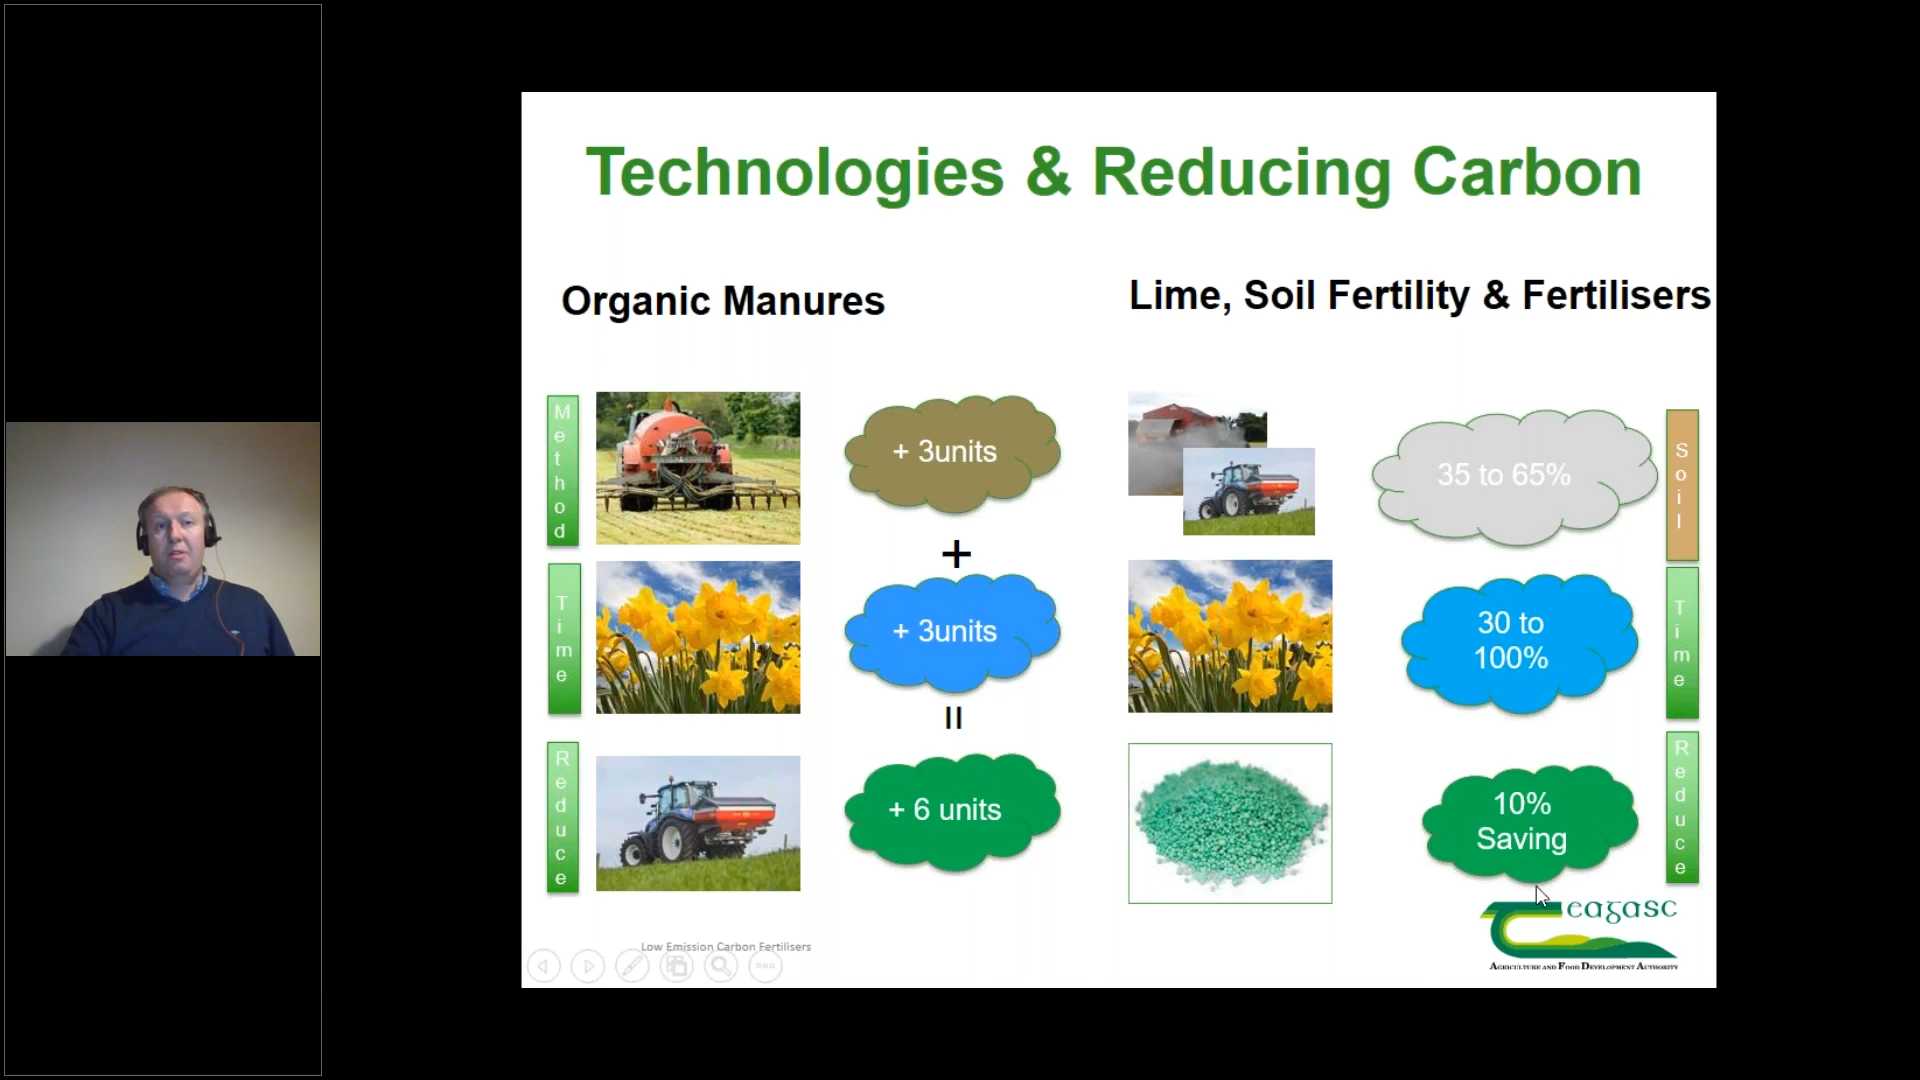 Technologies & Reducing Carbon
Organic Manures
Lime, Soil Fertility & Fertilisers
Method
+ 3units
35 to 65%
Soil
+
Time
+ 3units
30 to
100%
Time
=
Reduce
+ 6 units
10%
Saving
Reduce
Low Emission Carbon Fertilisers
eagasc
AGRICULTURE AND FOOD DEVELOPMENT AUTHORITY